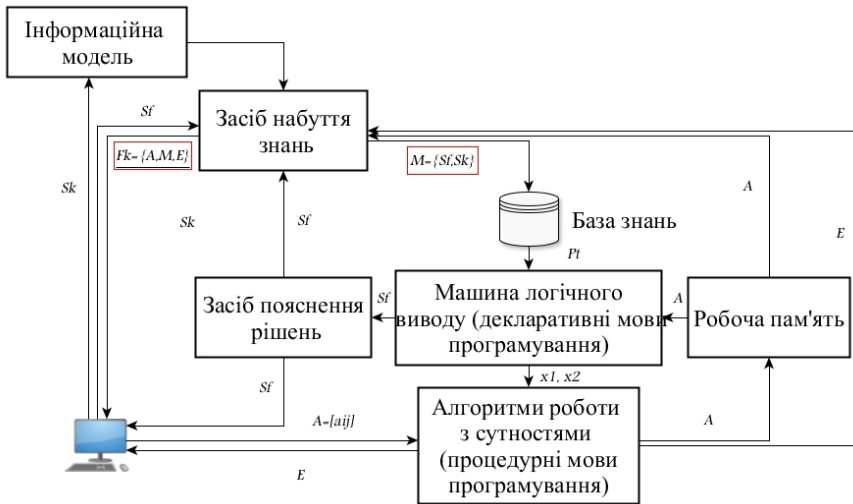 Інформаційна
модель
Sf
Засіб набуття
знань
Fk={A,M,E}
M={Sf,Sk}
Sk
Sk
Sf
A
E
База знань
Pt
Засіб пояснення
рішень
Sf
Машина логічного
виводу (декларативні мови
програмування)
A
Робоча пам'ять
Sf
x1, x2
A=[aij]
Алгоритми роботи
з сутностями
(процедурні мови
програмування)
A
E